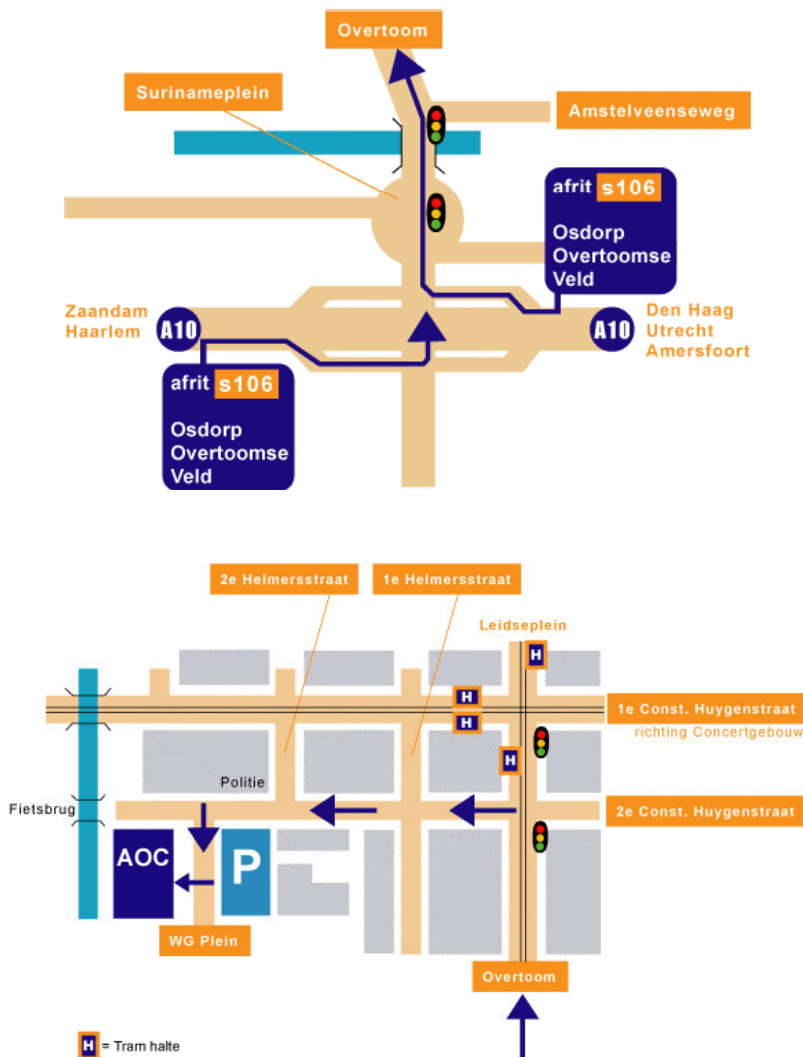 Overtoom
Surinameplein
Amstelveenseweg
afrit s106
Osdorp
Overtoomse
Veld
Zaandam
Haarlem
A10
A10
Den Haag
Utrecht
Amersfoort
afrit s106
Osdorp
Overtoomse
Veld
2e Helmersstraat
1e Helmersstraat
Leidseplein
H
H
H
1e Const. Huygenstraat
richting Concertgebouw
H
Politie
Fietsbrug
2e Const. Huygenstraat
AOC
P
WG Plein
Overtoom
H = Tram halte